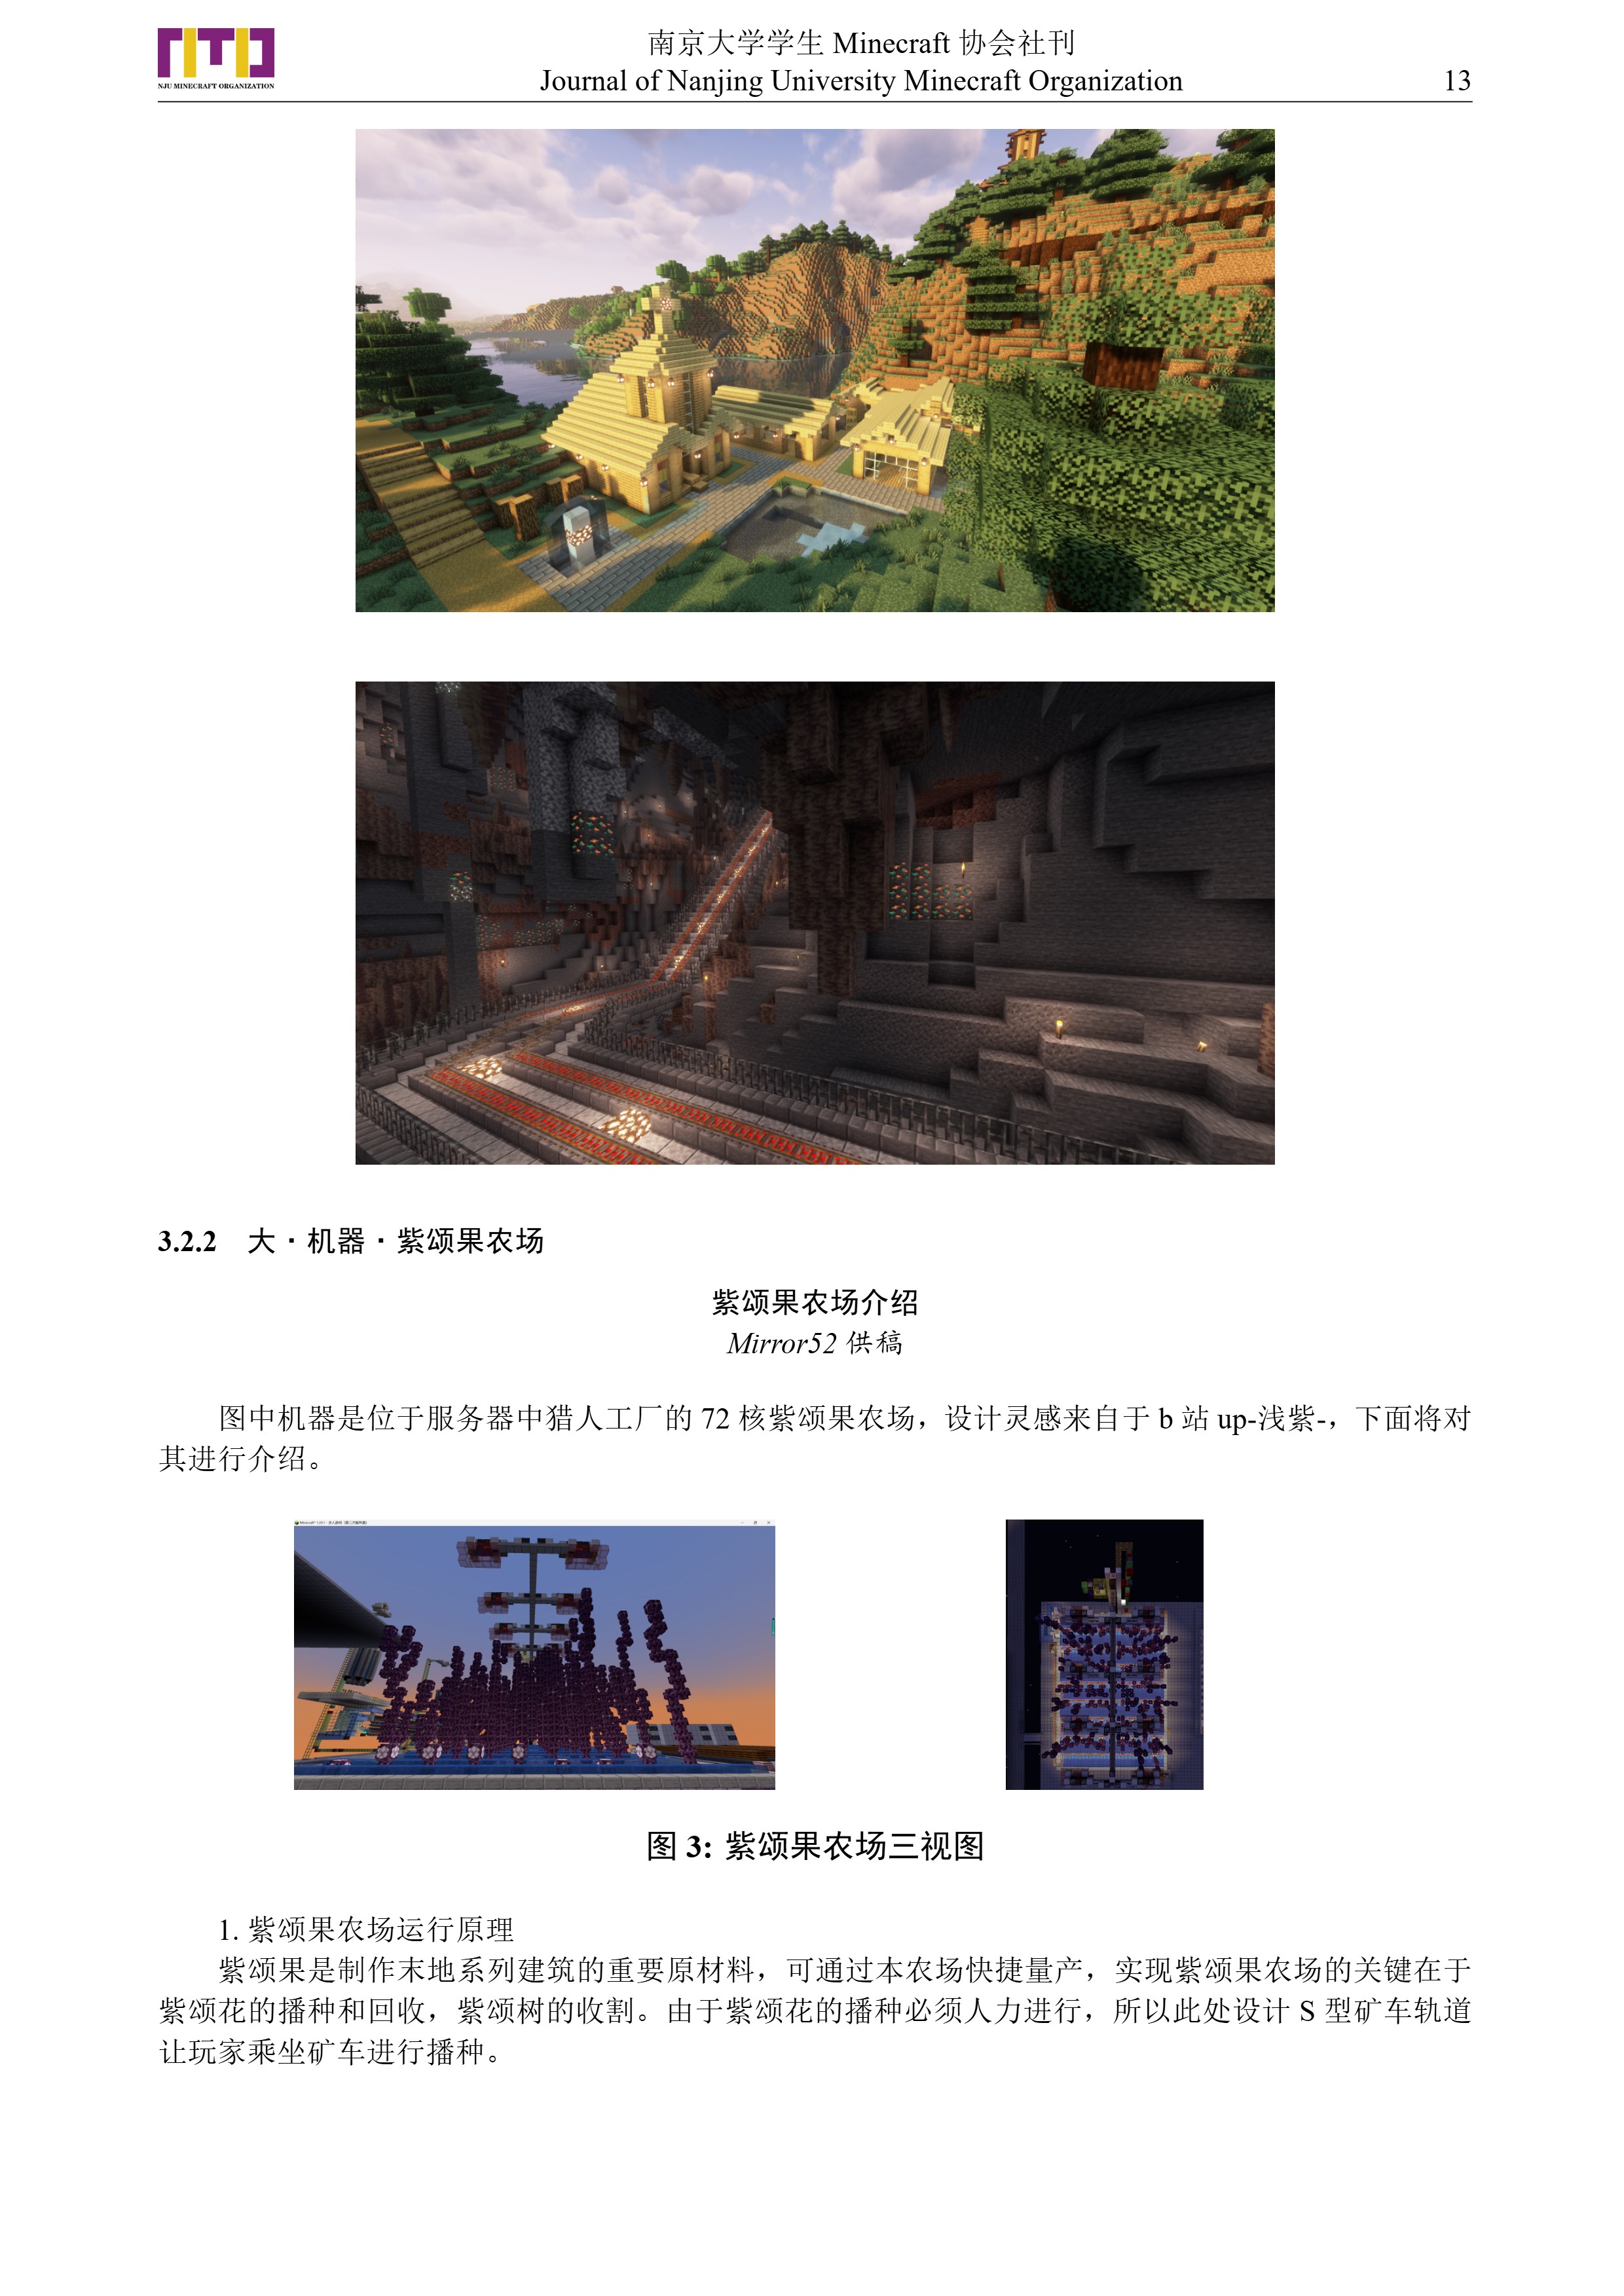 NJU MINECRAFT ORGANIZATION
南京大学学生 Minecraft 协会社刊
Journal of Nanjing University Minecraft Organization 13
3.2.2 大·机器·紫颂果农场
紫颂果农场介绍
Mirror52 供稿
图中机器是位于服务器中猎人工厂的 72 核紫颂果农场，设计灵感来自于 b 站 up-浅紫-，下面将对
其进行介绍。
图 3: 紫颂果农场三视图
1. 紫颂果农场运行原理
紫颂果是制作末地系列建筑的重要原材料，可通过本农场快捷量产，实现紫颂果农场的关键在于
紫颂花的播种和回收，紫颂树的收割。由于紫颂花的播种必须人力进行，所以此处设计 S 型矿车轨道
让玩家乘坐矿车进行播种。